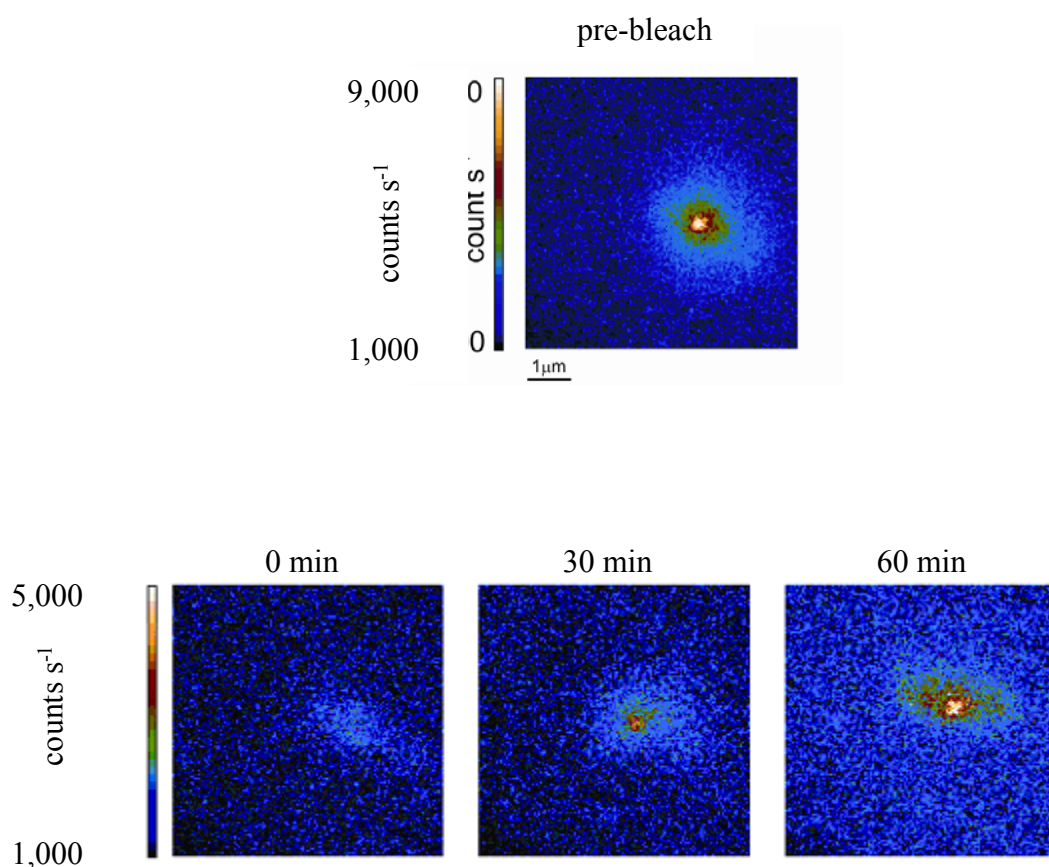 pre-bleach
9,000
0
counts s⁻¹
count s
1,000
0
1μm
0 min
30 min
60 min
5,000
counts s⁻¹
1,000